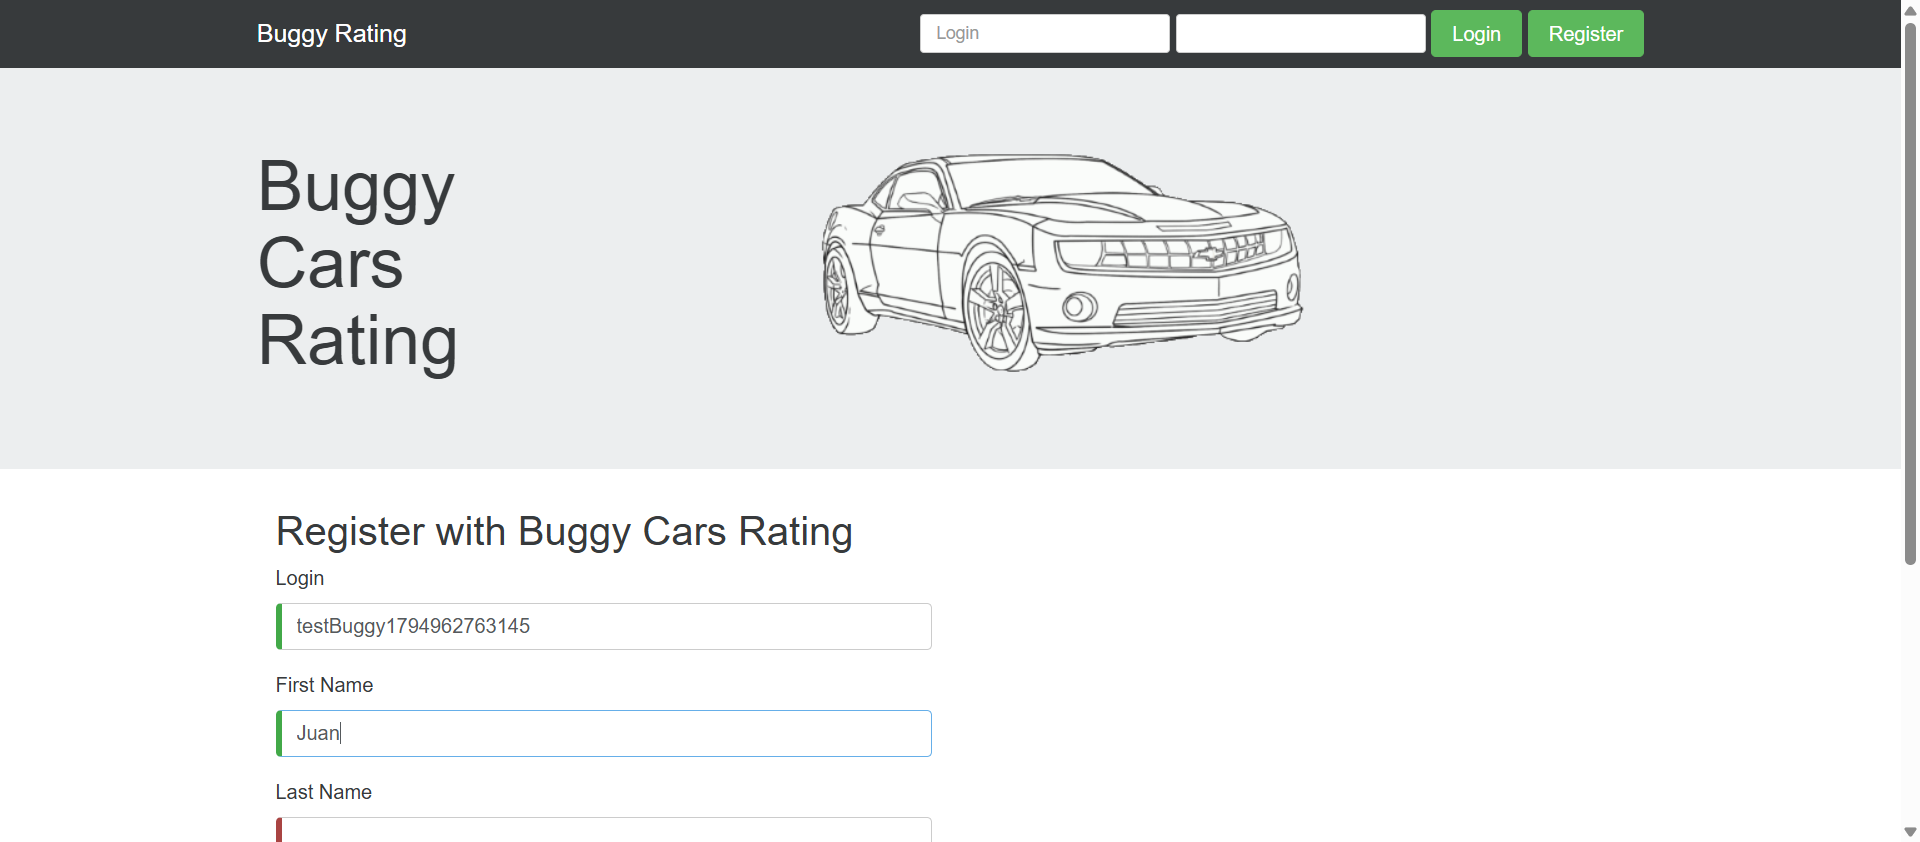 Buggy Rating
Login
Login
Register
Buggy
Cars
Rating
Register with Buggy Cars Rating
Login
testBuggy1794962763145
First Name
Juan
Last Name